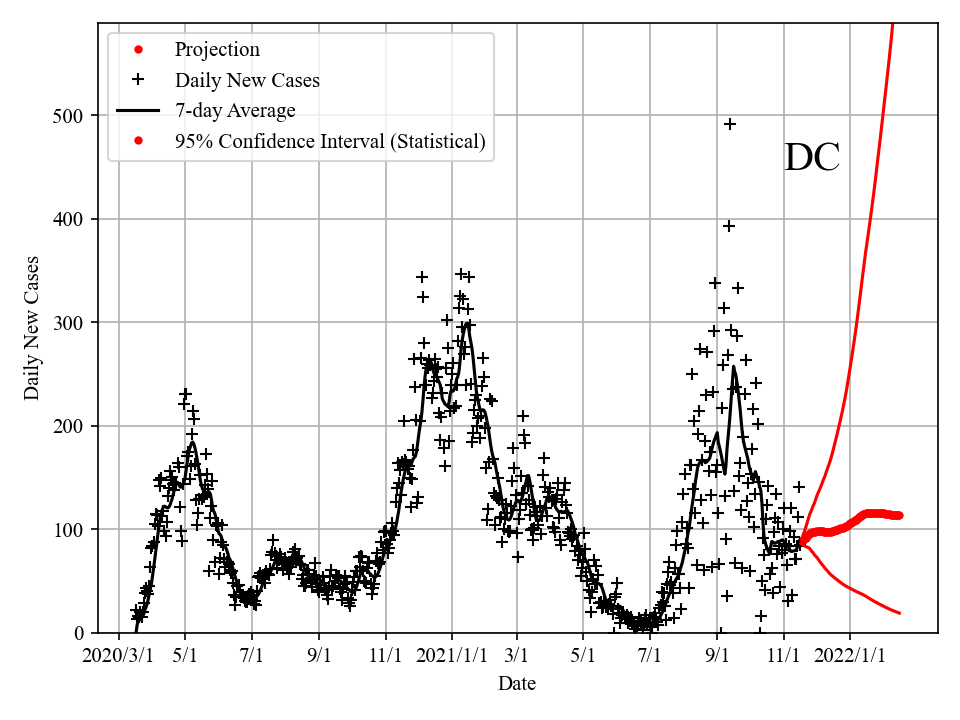 Projection
Daily New Cases
7-day Average
95% Confidence Interval (Statistical)
DC
Daily New Cases
500
400
300
200
100
0
2020/3/1 5/1 7/1 9/1 11/1 2021/1/1 3/1 5/1 7/1 9/1 11/1 2022/1/1
Date